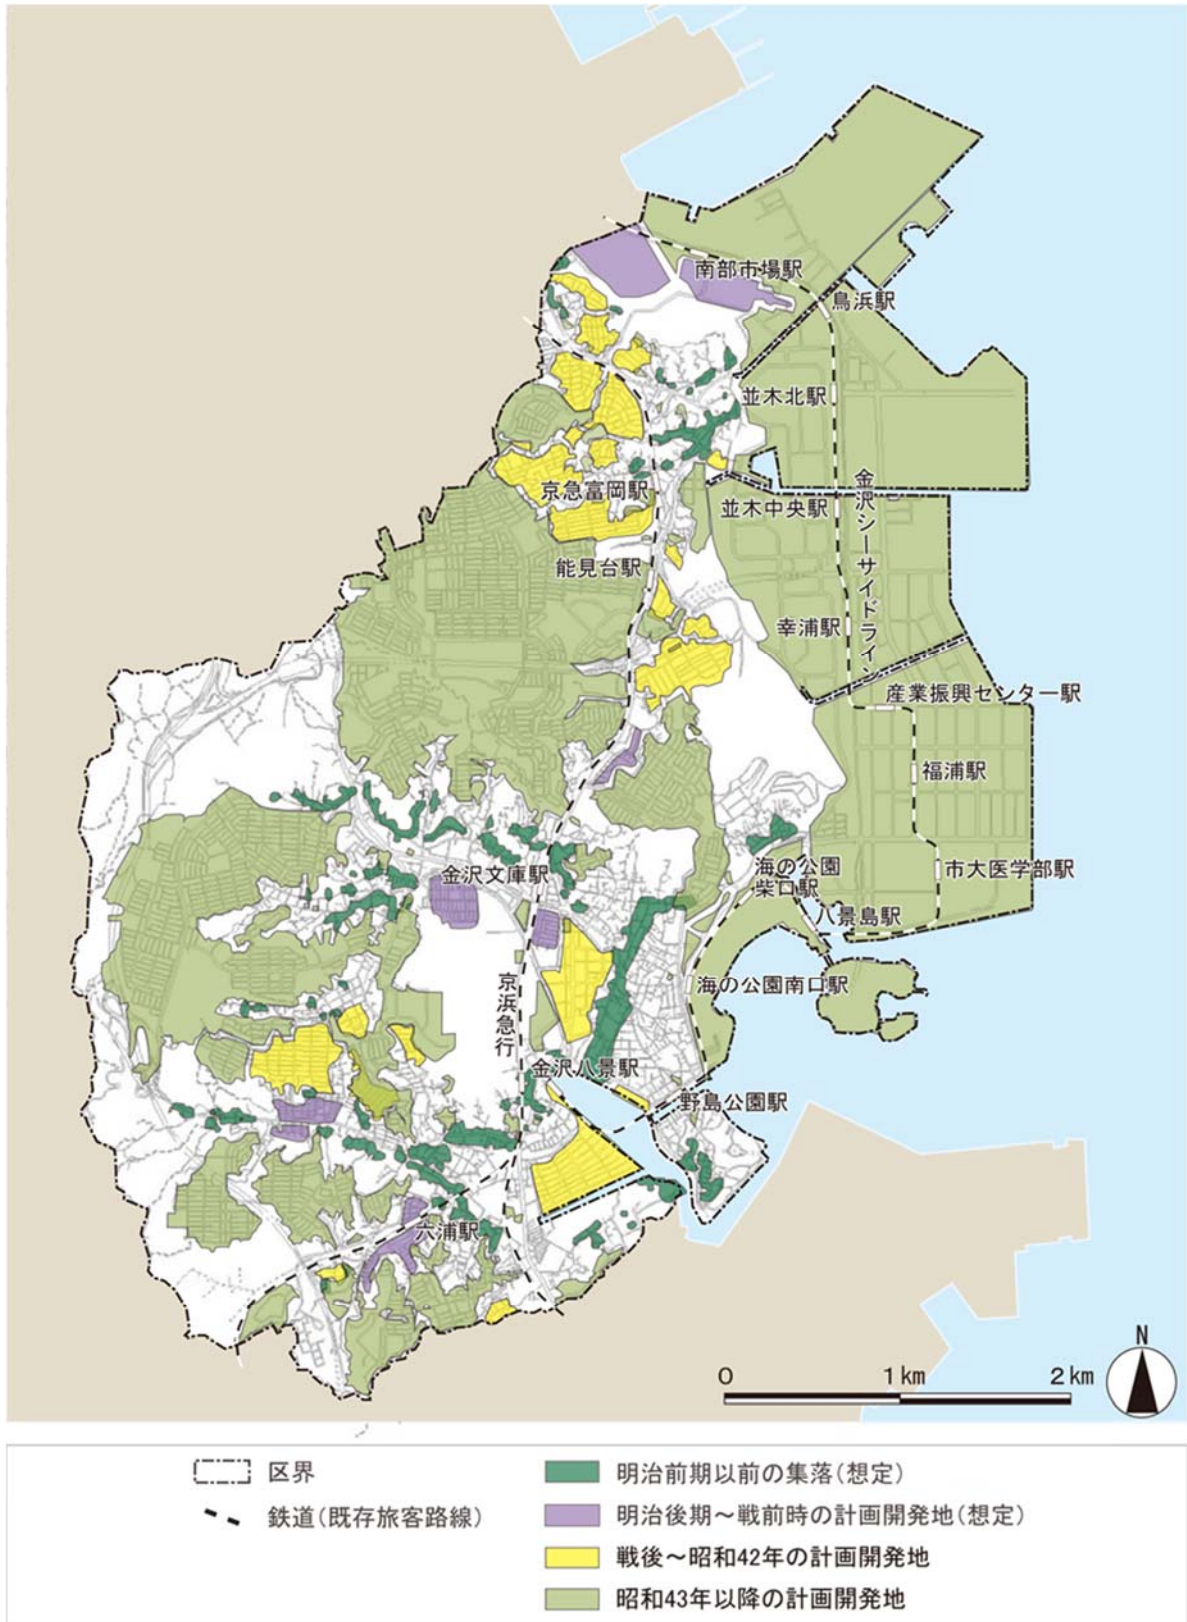 南部市場駅
鳥浜駅
並木北駅
金沢シーサイドライン
京急富岡駅
並木中央駅
能見台駅
幸浦駅
産業振興センター駅
福浦駅
金沢文庫駅
海の公園
柴口駅
市大医学部駅
八景島駅
京浜急行
海の公園南口駅
金沢八景駅
野島公園駅
六浦駅
N
0 1km 2km
区界
鉄道(既存旅客路線)
明治前期以前の集落(想定)
明治後期~戦前時の計画開発地(想定)
戦後~昭和42年の計画開発地
昭和43年以降の計画開発地